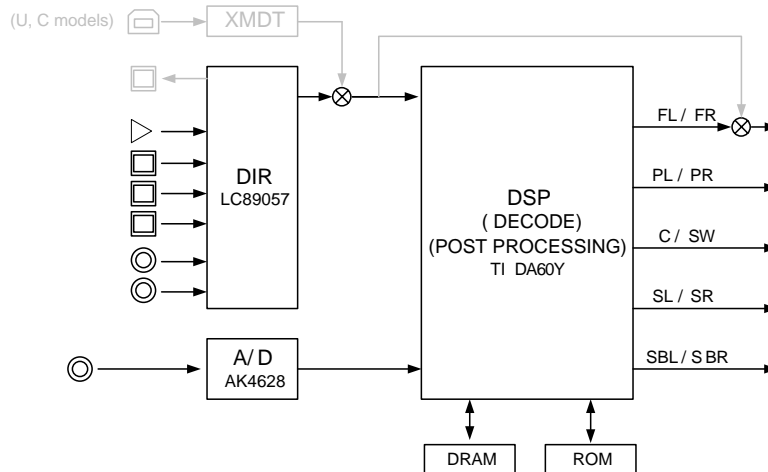 (U, C models)
XMDT
DIR
LC89057
A/D
AK4628
DSP
( DECODE)
(POST PROCESSING)
TI DA60Y
FL / FR
PL / PR
C / SW
SL / SR
SBL / SBR
DRAM
ROM